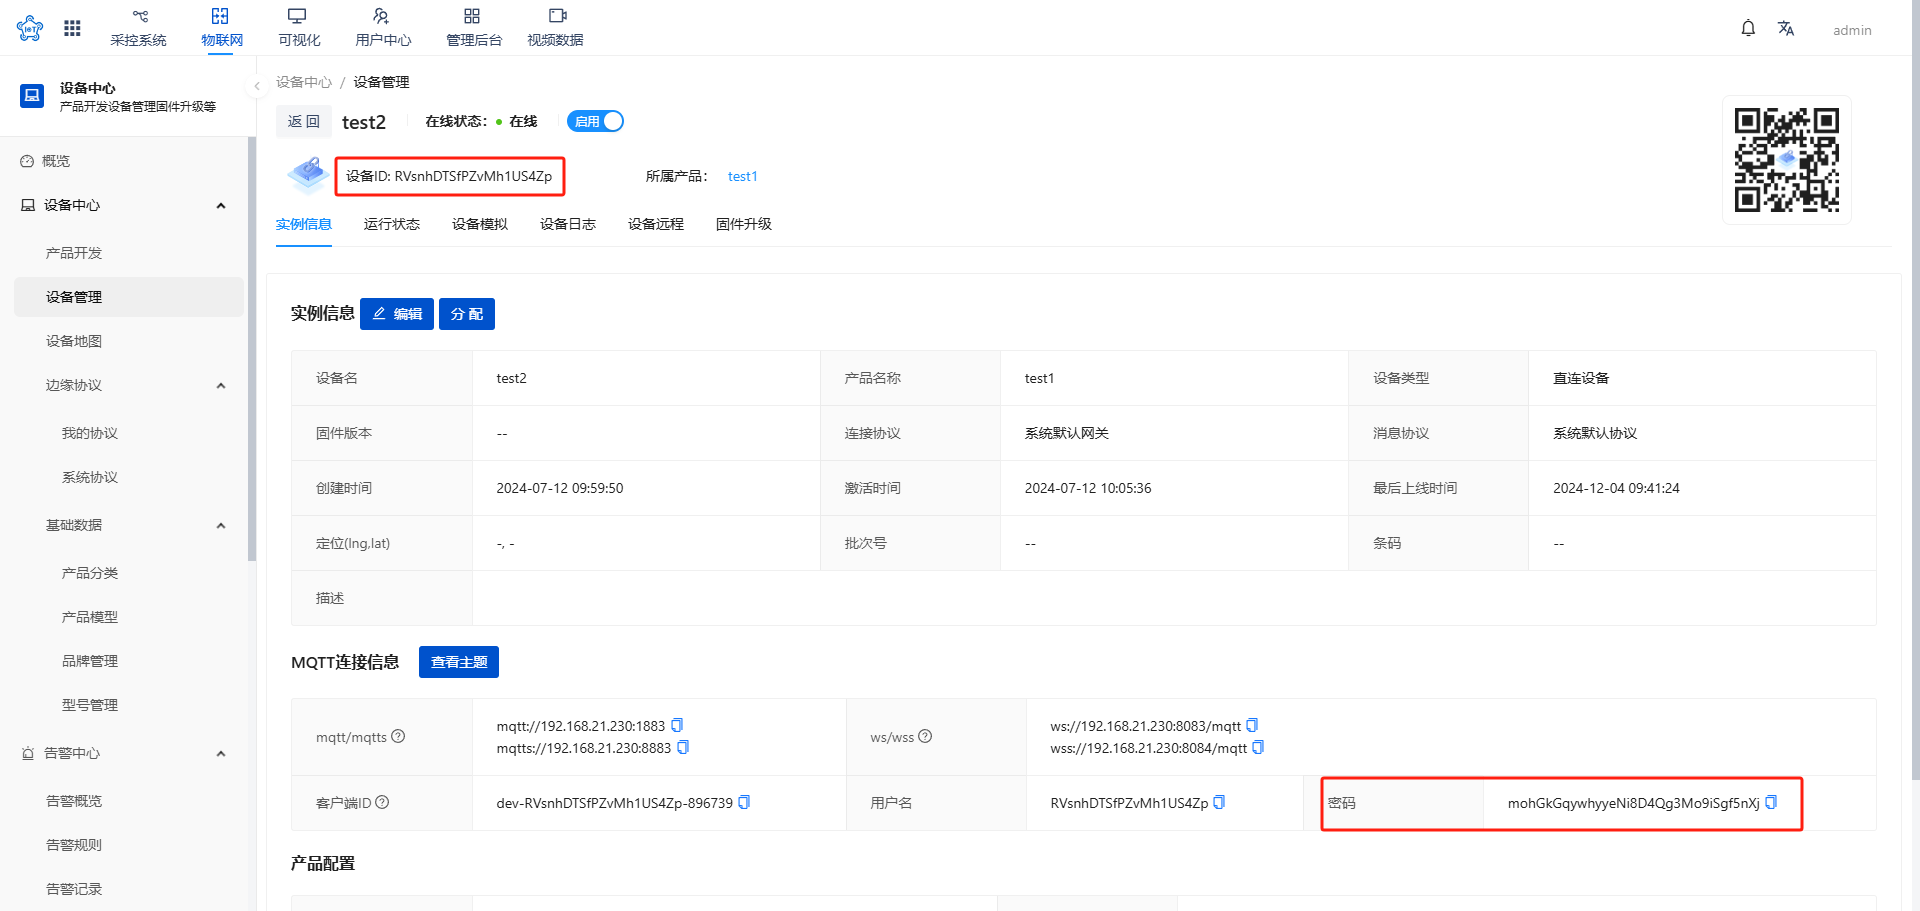 IoT
采控系统
物联网
可视化
用户中心
管理后台
视频数据
admin
设备中心
产品开发设备管理固件升级等
概览
设备中心
产品开发
设备管理
设备地图
边缘协议
我的协议
系统协议
基础数据
产品分类
产品模型
品牌管理
型号管理
告警中心
告警概览
告警规则
告警记录
设备中心 / 设备管理
返 回 test2 在线状态: 在线 启用
设备ID: RVsnhDTSfPZvMh1US4Zp 所属产品: test1
实例信息 运行状态 设备模拟 设备日志 设备远程 固件升级
实例信息 编辑 分 配
设备名 test2 产品名称 test1 设备类型 直连设备
固件版本 -- 连接协议 系统默认网关 消息协议 系统默认协议
创建时间 2024-07-12 09:59:50 激活时间 2024-07-12 10:05:36 最后上线时间 2024-12-04 09:41:24
定位(lng,lat) -, - 批次号 -- 条码 --
描述
MQTT连接信息 查看主题
mqtt/mqtts mqtt://192.168.21.230:1883 ws/wss ws://192.168.21.230:8083/mqtt
mqtts://192.168.21.230:8883 wss://192.168.21.230:8084/mqtt
客户端ID dev-RVsnhDTSfPZvMh1US4Zp-896739 用户名 RVsnhDTSfPZvMh1US4Zp 密码 mohGkGqywhyyeNi8D4Qg3Mo9iSgf5nXj
产品配置